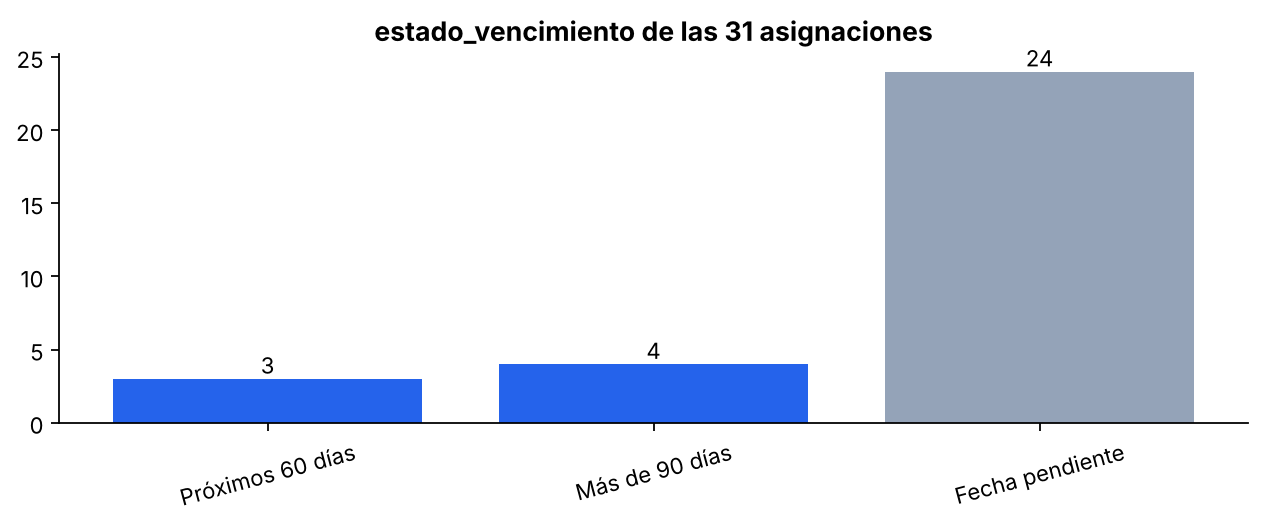 estado_vencimiento de las 31 asignaciones
25
20
15
10
5
0
3
4
24
Próximos 60 días
Más de 90 días
Fecha pendiente